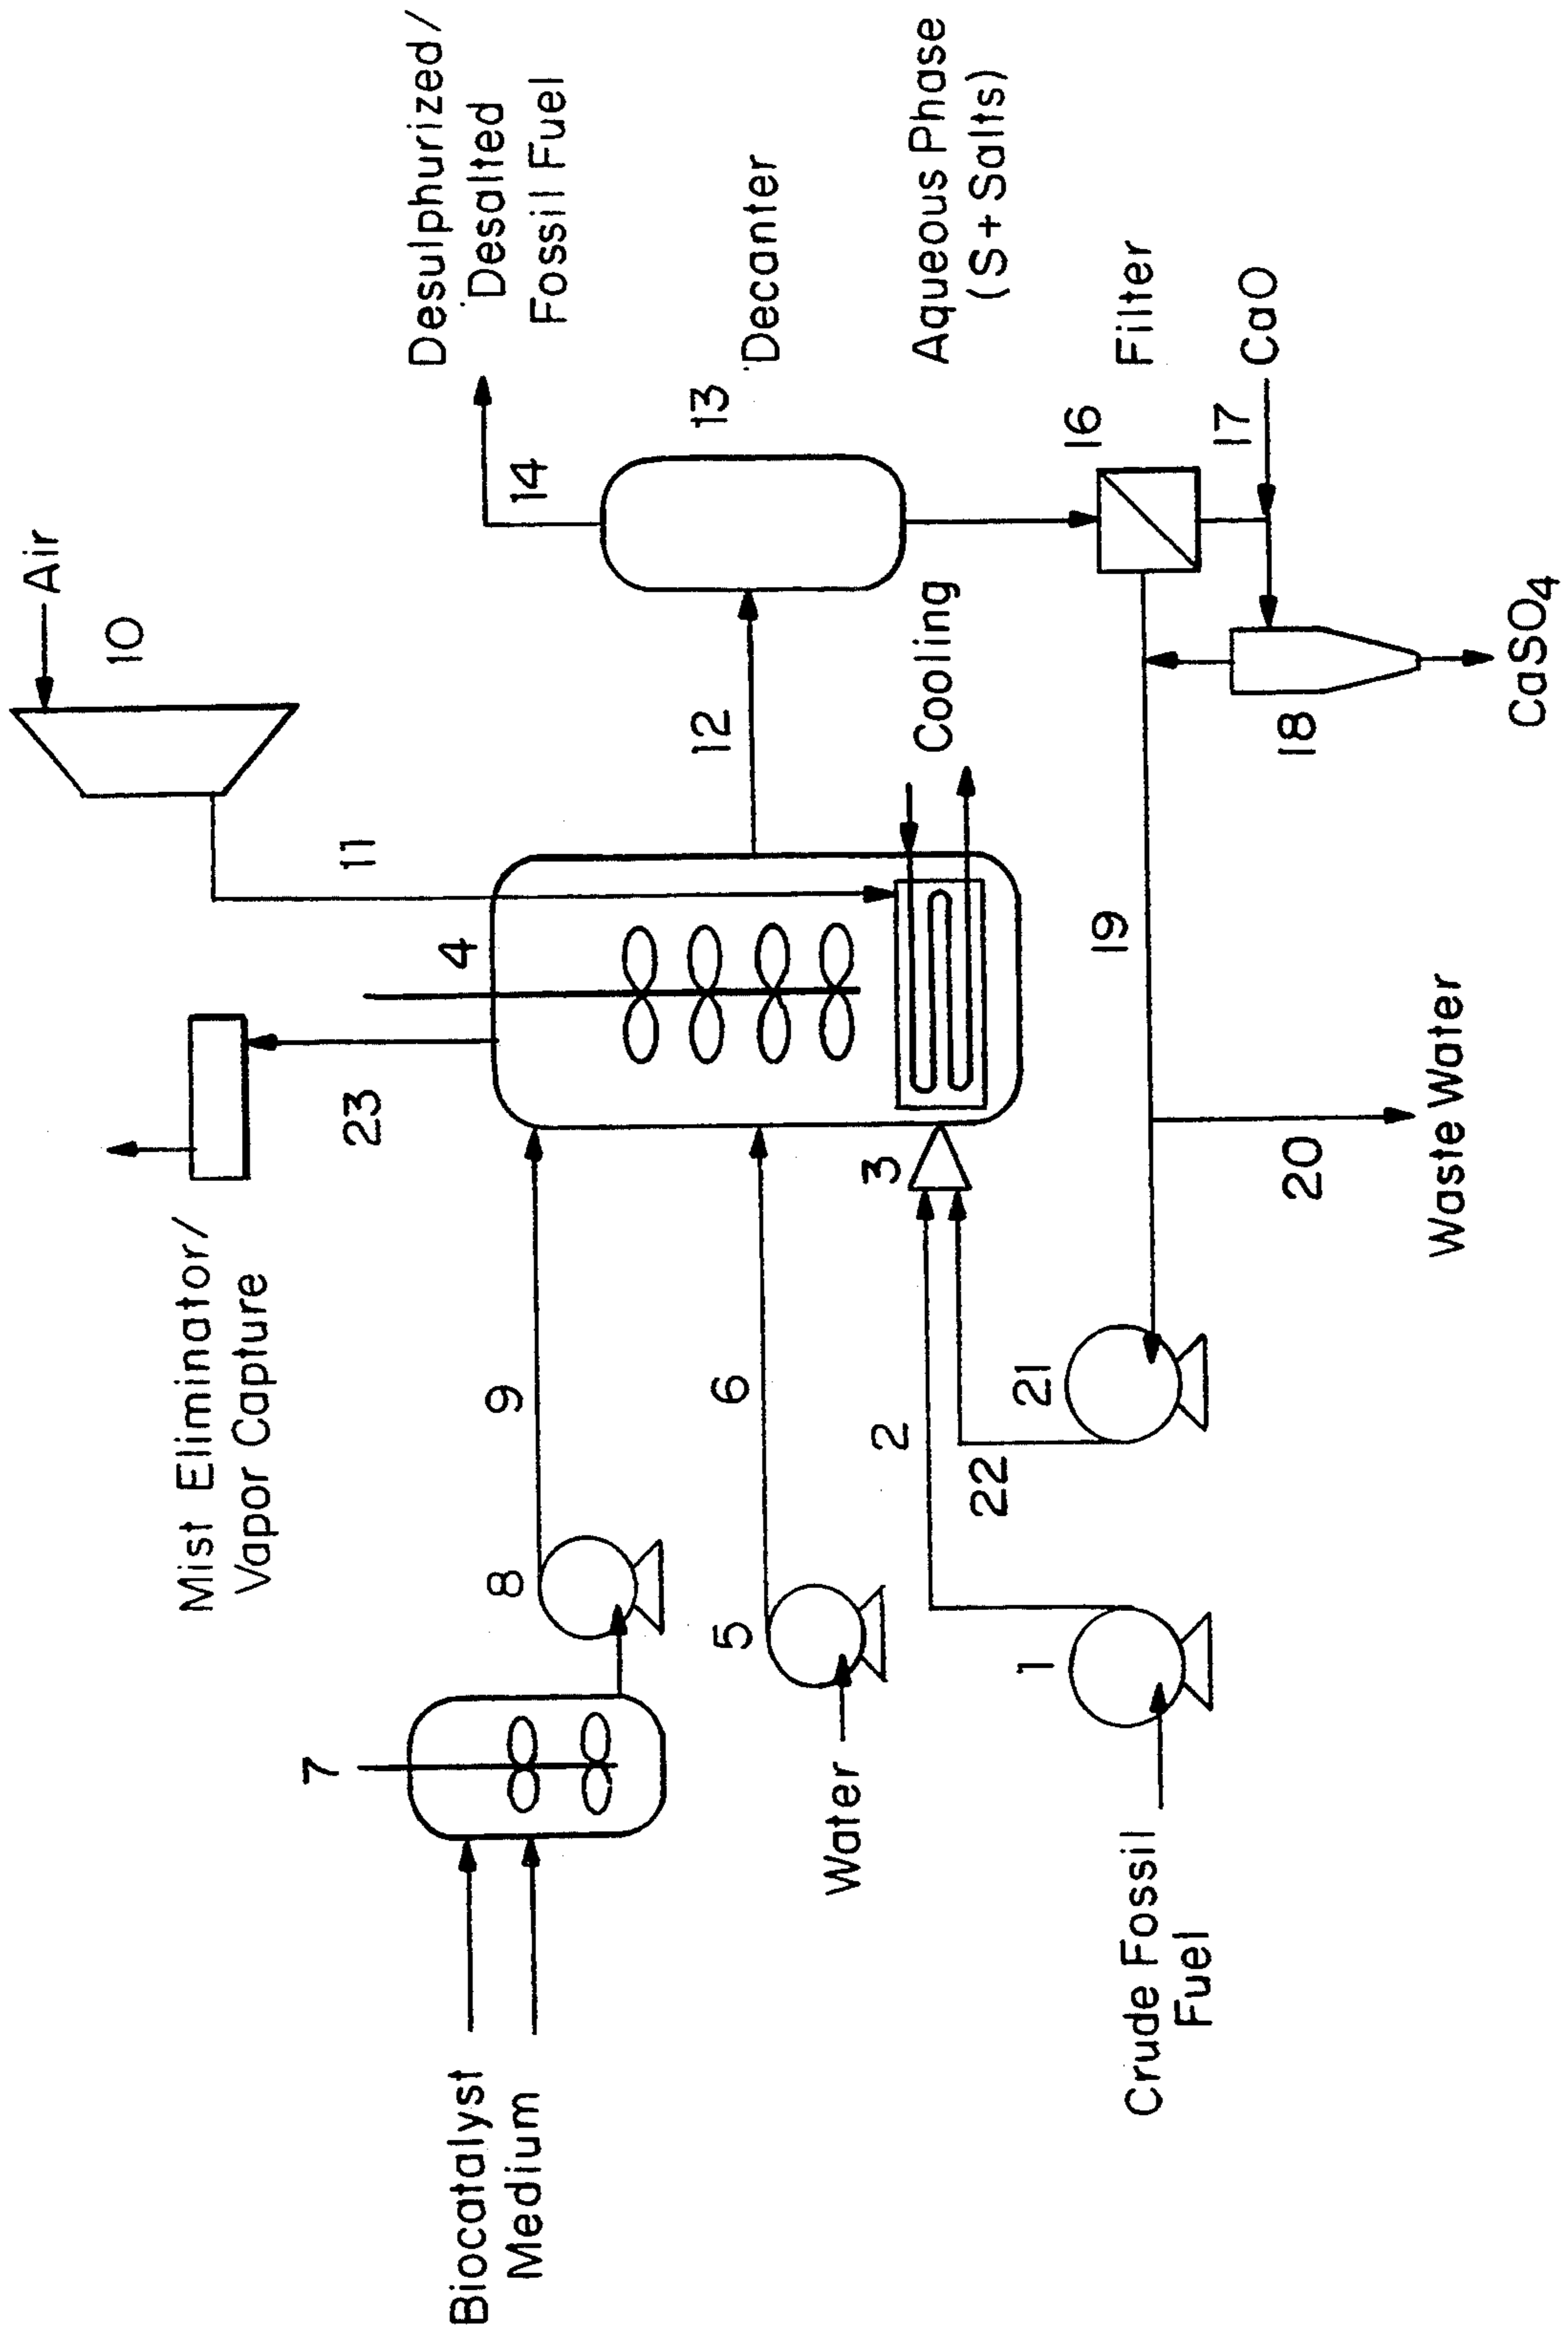 Air
10
Desulphurized/
Desalted
Fossil Fuel
11
14
Mist Eliminator/
Vapor Capture
23
4
7
Biocatalyst
Medium
8
9
12
13
Decanter
5
6
Water
Cooling
Aqueous Phase
(S+Salts)
3
2
22
1
21
Crude Fossil
Fuel
19
16
Filter
17
CaO
20
Waste Water
18
CaSO4